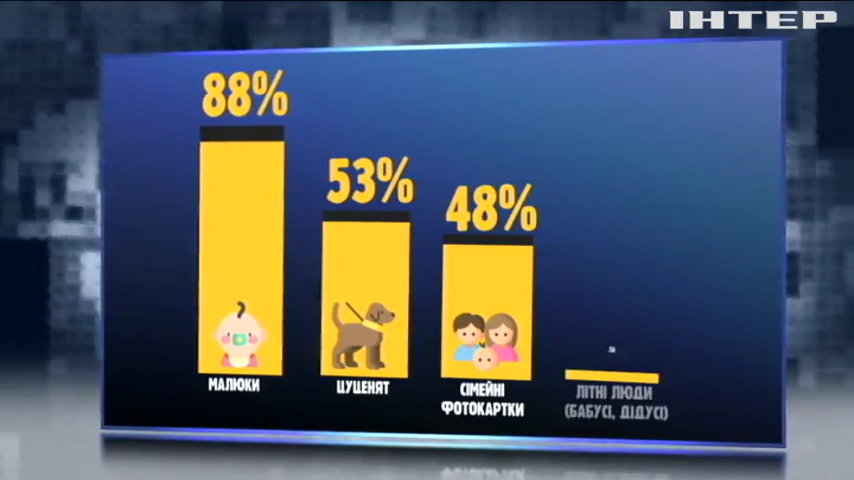 ІНТЕР
88%
53%
48%
МАЛЮКИ
ЦУЦЕНЯТ
СІМЕЙНІ
ФОТОКАРТКИ
ЛІТНІ ЛЮДИ
(БАБУСІ, ДІДУСІ)